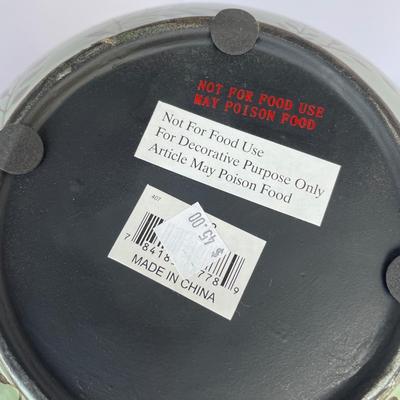 NOT FOR FOOD USE
MAY POISON FOOD
Not For Food Use
For Decorative Purpose Only
Article May Poison Food
407
$45.00
MADE IN CHINA